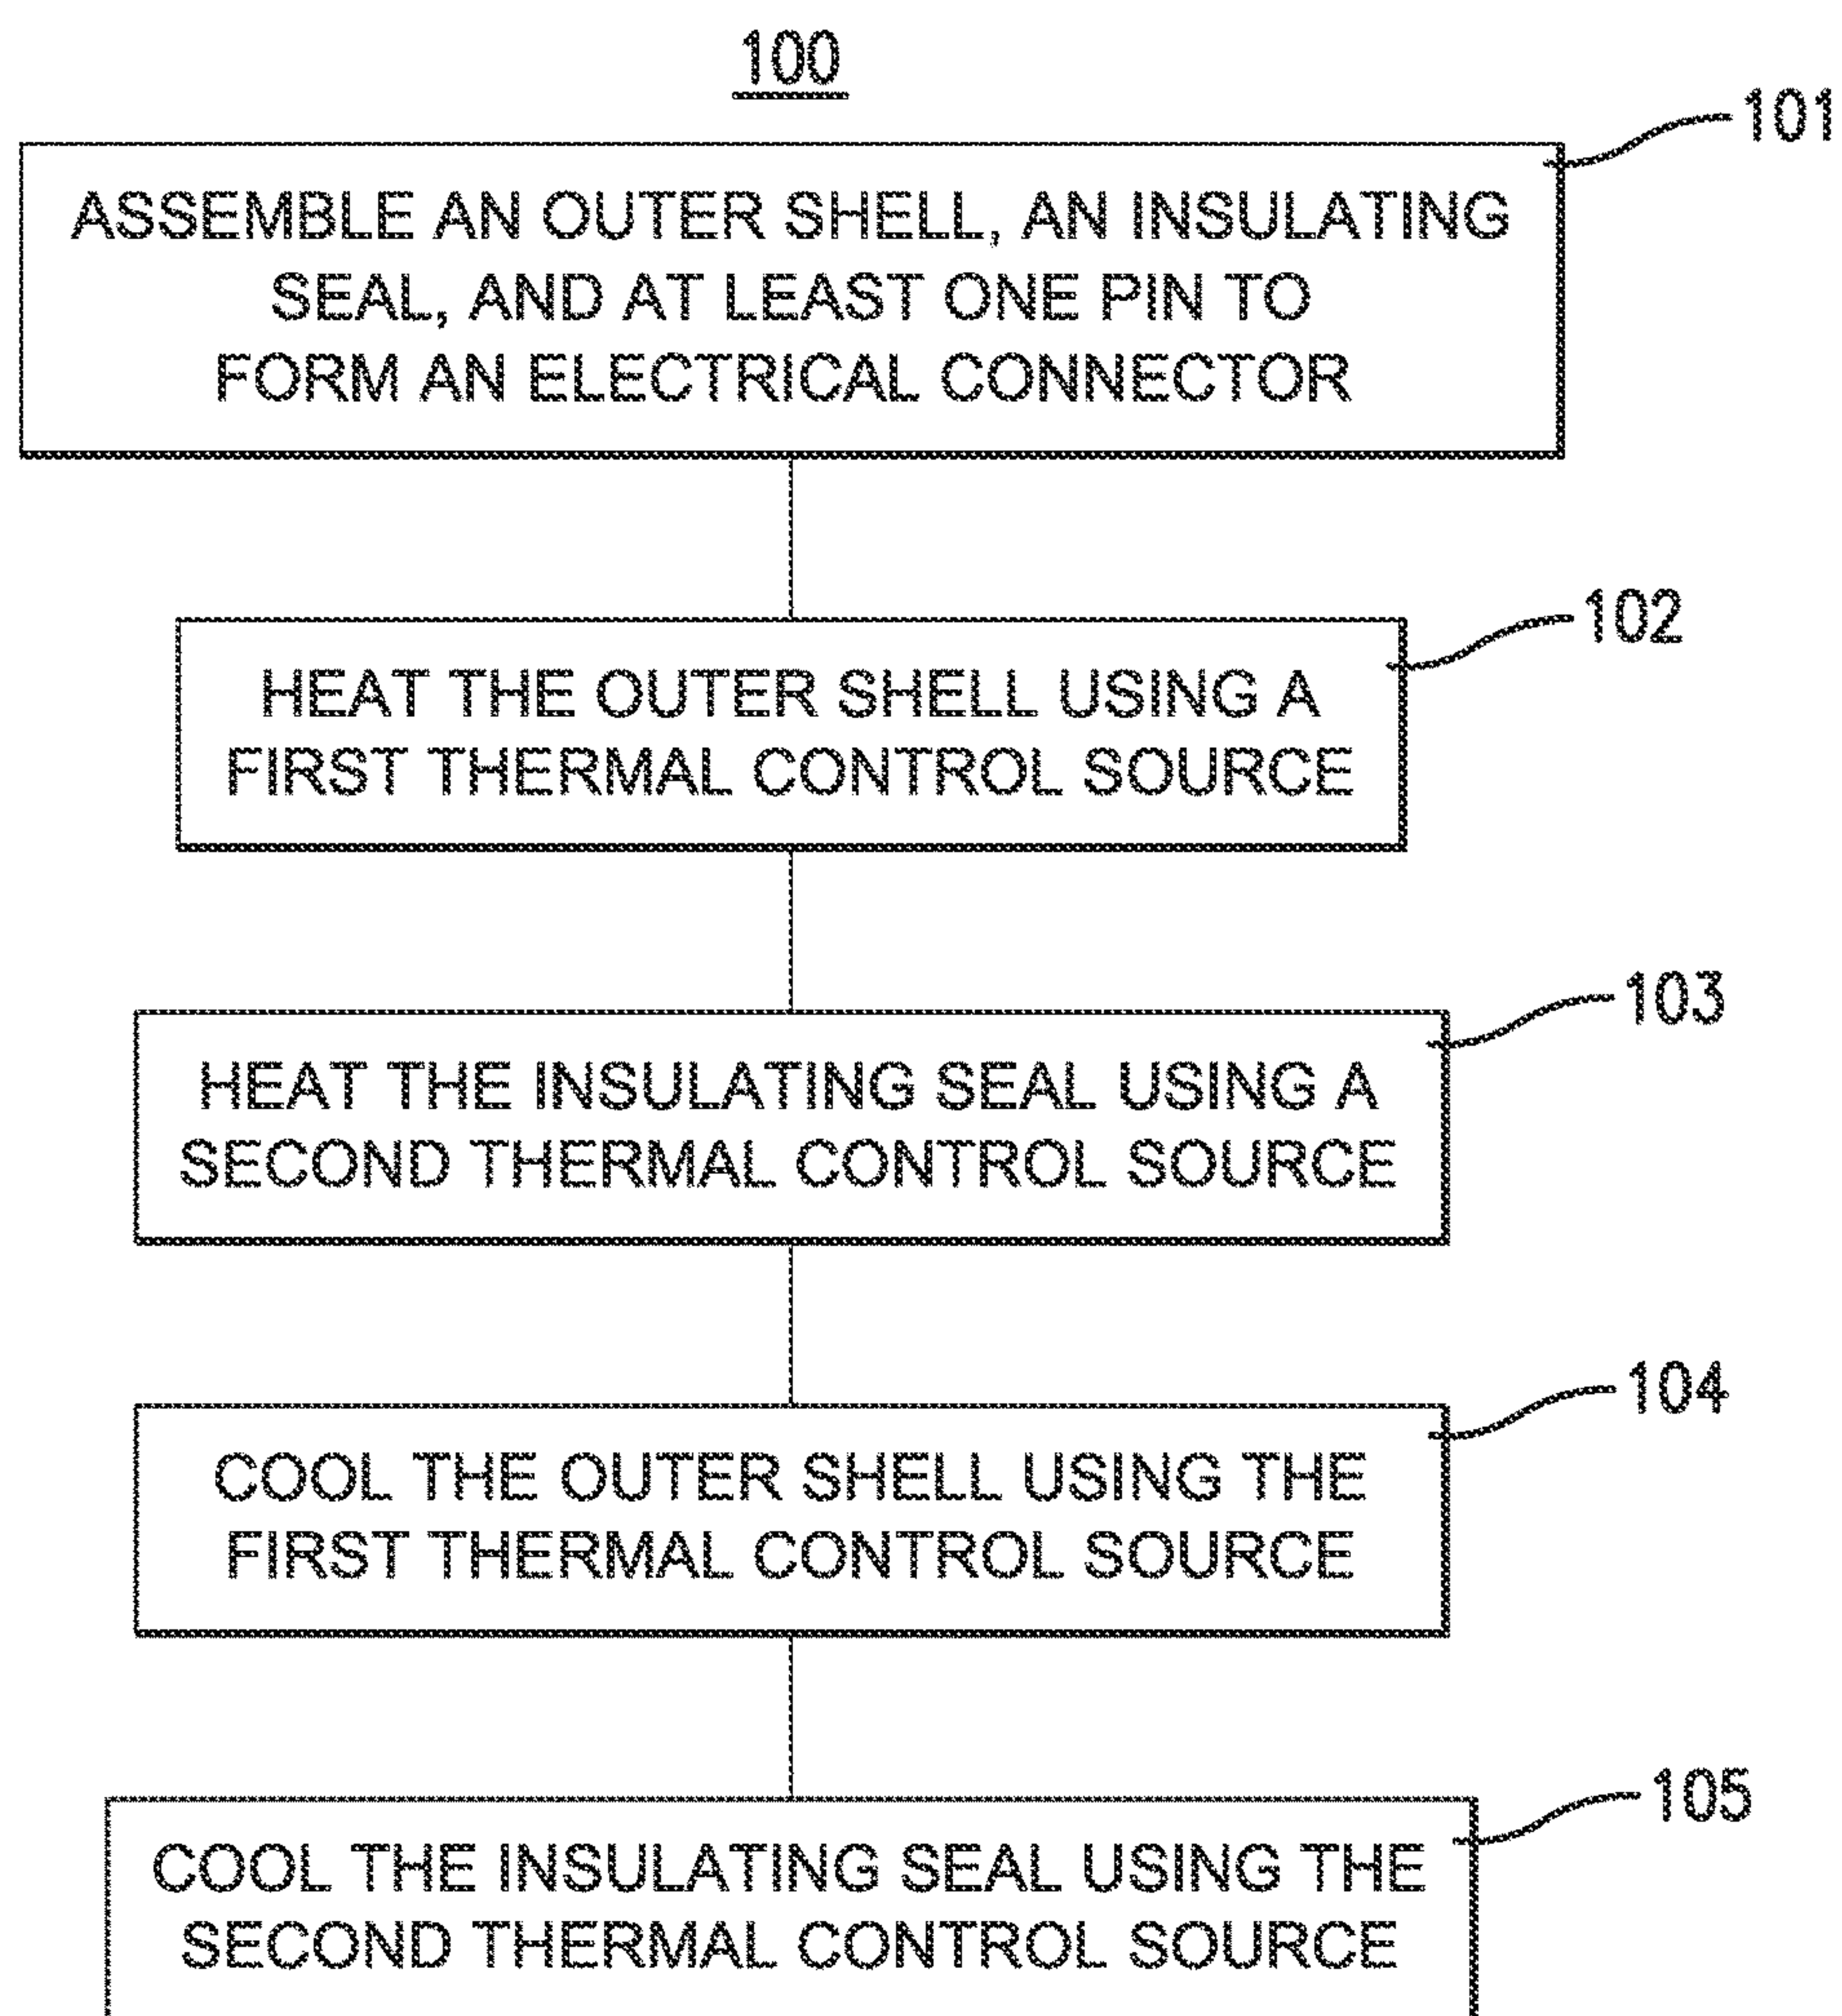 100
101
ASSEMBLE AN OUTER SHELL, AN INSULATING
SEAL, AND AT LEAST ONE PIN TO
FORM AN ELECTRICAL CONNECTOR
102
HEAT THE OUTER SHELL USING A
FIRST THERMAL CONTROL SOURCE
103
HEAT THE INSULATING SEAL USING A
SECOND THERMAL CONTROL SOURCE
104
COOL THE OUTER SHELL USING THE
FIRST THERMAL CONTROL SOURCE
105
COOL THE INSULATING SEAL USING THE
SECOND THERMAL CONTROL SOURCE